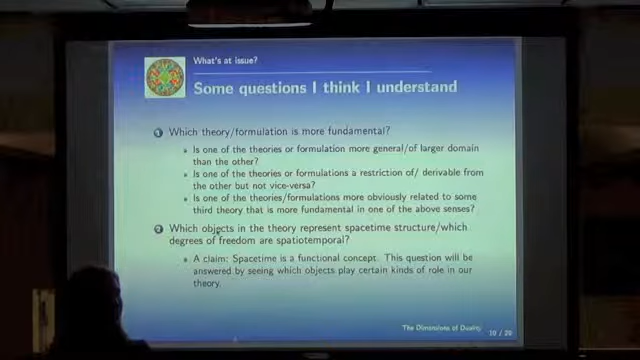 What's at issue?
Some questions I think I understand
1 Which theory/formulation is more fundamental?
Is one of the theories or formulation more general/of larger domain
than the other?
Is one of the theories or formulations a restriction of/ derivable from
the other but not vice-versa?
Is one of the theories/formulations more obviously related to some
third theory that is more fundamental in one of the above senses?
2 Which objects in the theory represent spacetime structure/which
degrees of freedom are spatiotemporal?
A claim: Spacetime is a functional concept. This question will be
answered by seeing which objects play certain kinds of role in our
theory.
The Dimensions of Duality
10 / 20